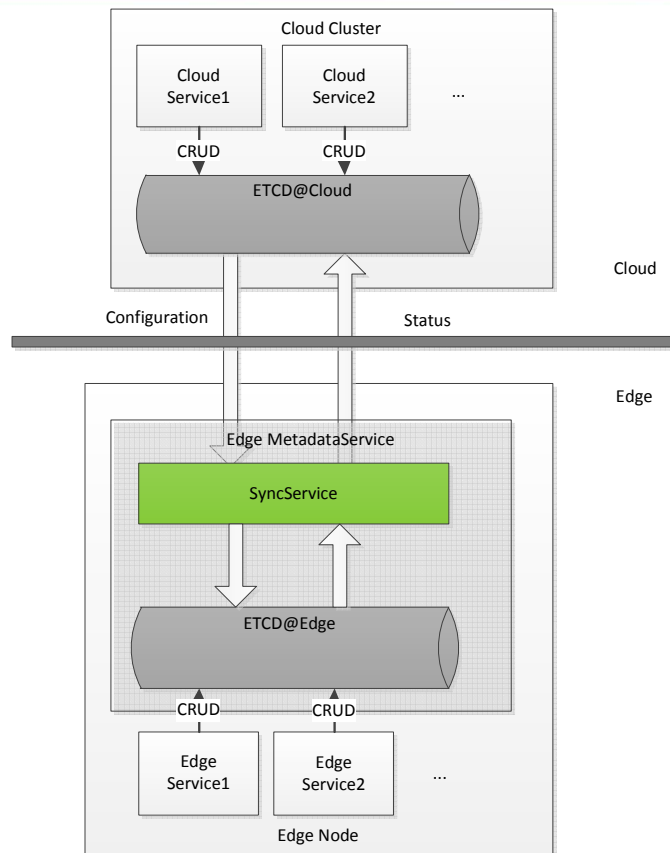 Cloud Cluster
Cloud
Service1
Cloud
Service2
...
CRUD
CRUD
ETCD@Cloud
Cloud
Configuration
Status
Edge
Edge MetadataService
SyncService
ETCD@Edge
CRUD
CRUD
Edge
Service1
Edge
Service2
...
Edge Node